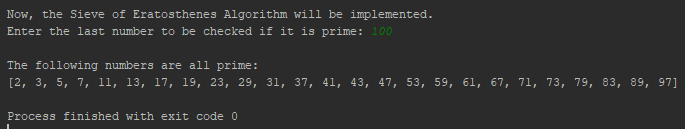 Now, the Sieve of Eratosthenes Algorithm will be implemented.
Enter the last number to be checked if it is prime: 100
The following numbers are all prime:
[2, 3, 5, 7, 11, 13, 17, 19, 23, 29, 31, 37, 41, 43, 47, 53, 59, 61, 67, 71, 73, 79, 83, 89, 97]
Process finished with exit code 0